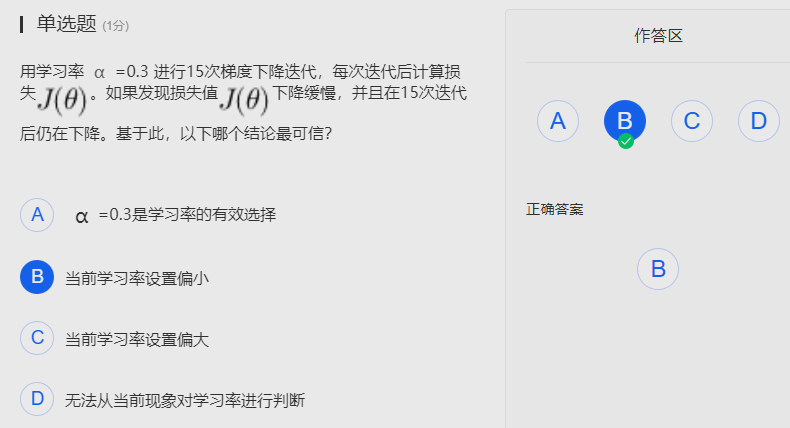 单选题 (1分)
用学习率 α =0.3 进行15次梯度下降迭代，每次迭代后计算损
失J(θ)。如果发现损失值J(θ)下降缓慢，并且在15次迭代
后仍在下降。基于此，以下哪个结论最可信？
A α =0.3是学习率的有效选择
B 当前学习率设置偏小
C 当前学习率设置偏大
D 无法从当前现象对学习率进行判断
作答区
A B C D
正确答案
B